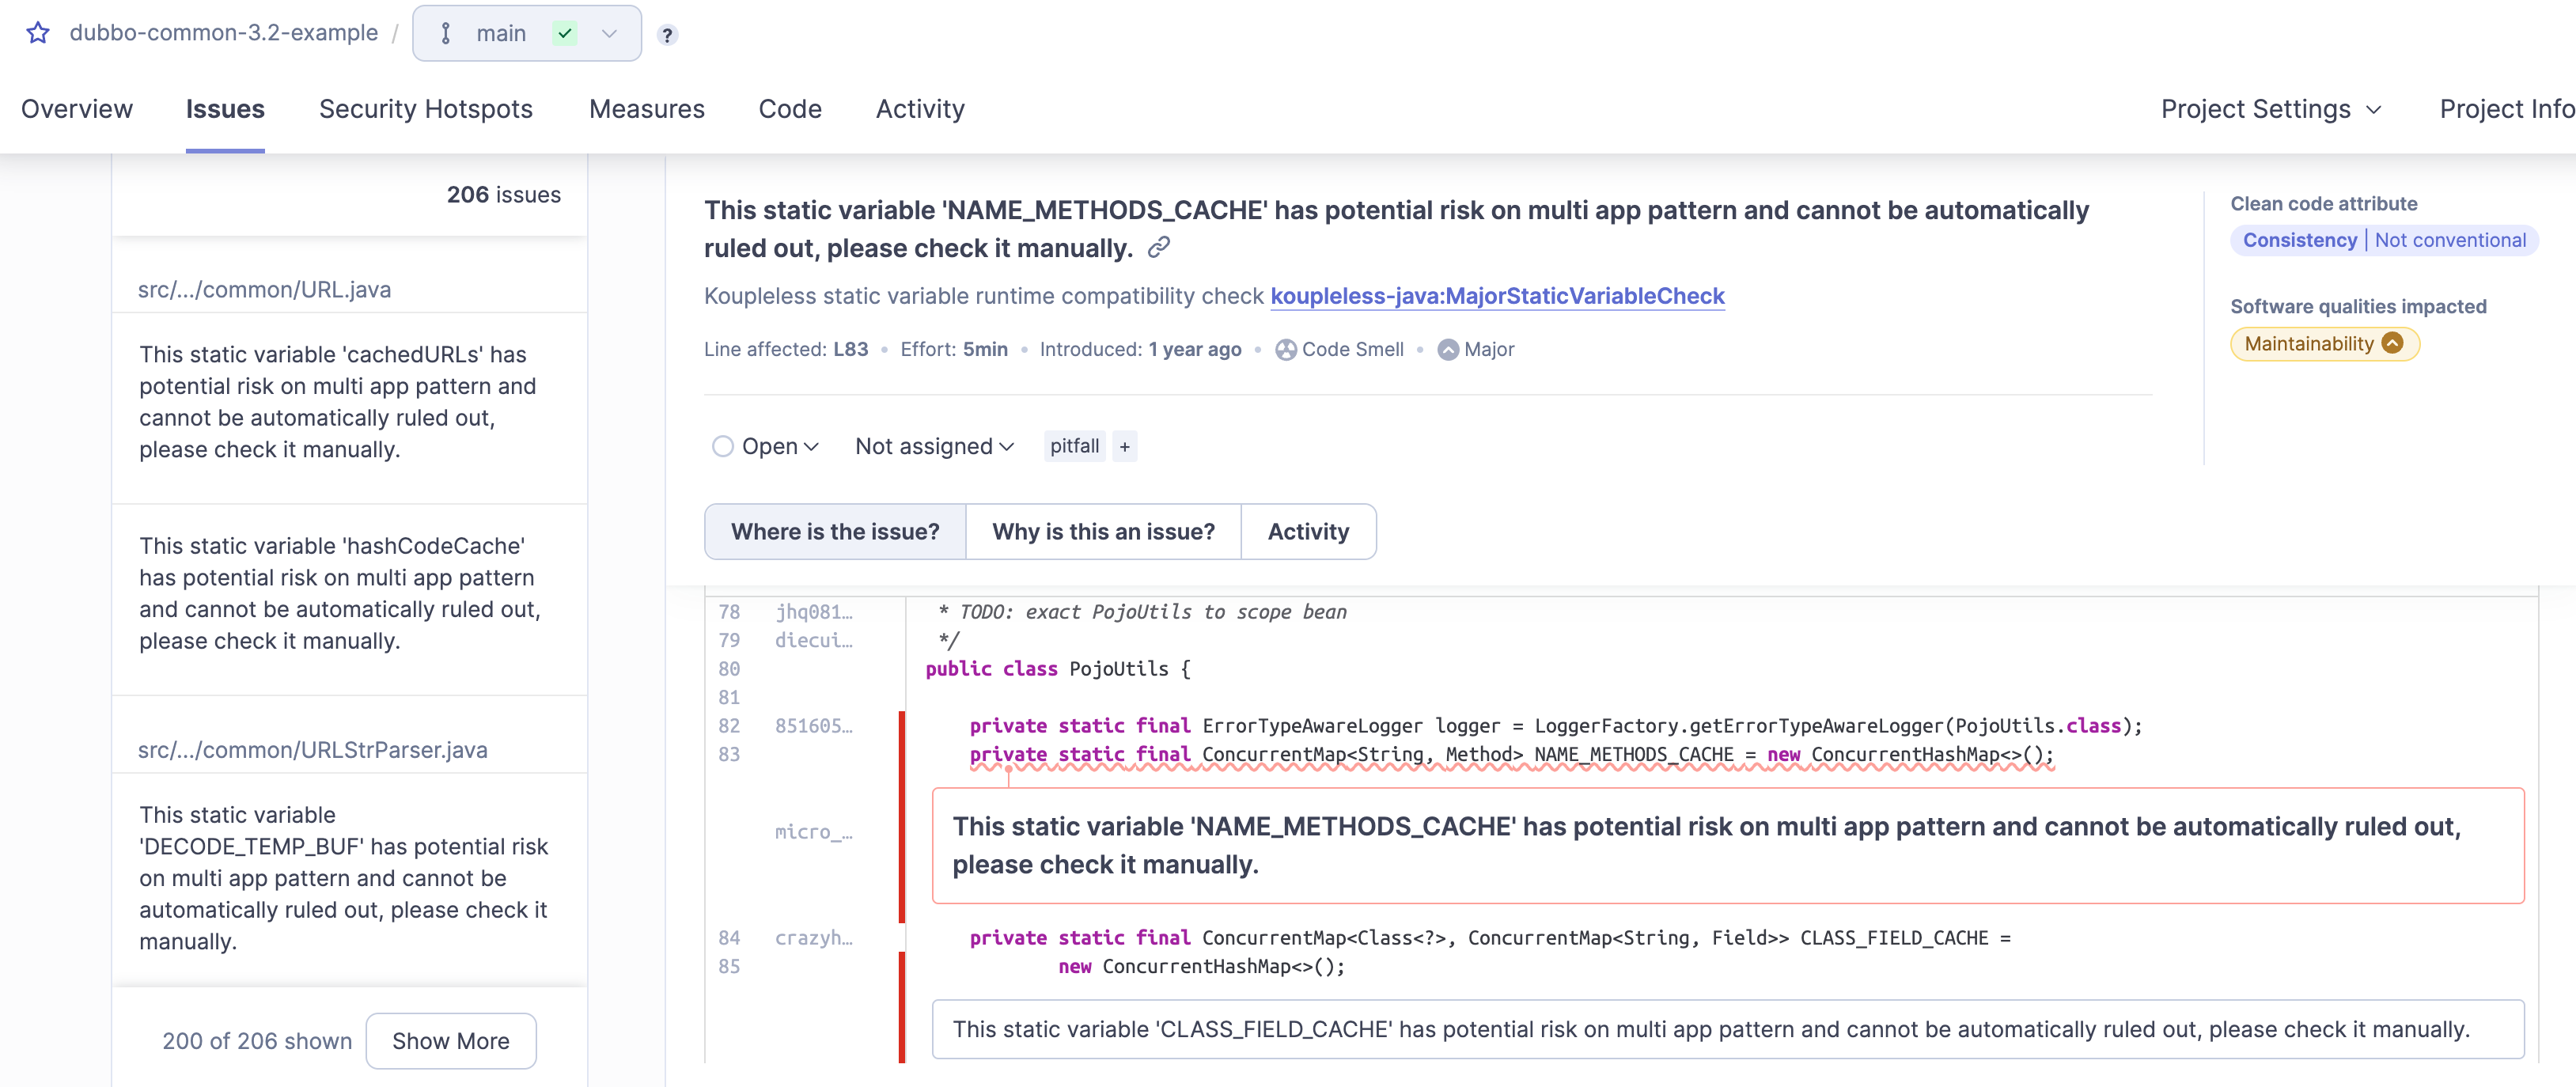 dubbo-common-3.2-example / main ?
Overview Issues Security Hotspots Measures Code Activity Project Settings Project Info
206 issues
src/.../common/URL.java
This static variable 'cachedURLs' has
potential risk on multi app pattern and
cannot be automatically ruled out,
please check it manually.
This static variable 'hashCodeCache'
has potential risk on multi app pattern
and cannot be automatically ruled out,
please check it manually.
src/.../common/URLStrParser.java
This static variable
'DECODE_TEMP_BUF' has potential risk
on multi app pattern and cannot be
automatically ruled out, please check it
manually.
200 of 206 shown Show More
This static variable 'NAME_METHODS_CACHE' has potential risk on multi app pattern and cannot be automatically
ruled out, please check it manually.
Koupleless static variable runtime compatibility check koupleless-java:MajorStaticVariableCheck
Line affected: L83 • Effort: 5min • Introduced: 1 year ago • Code Smell • Major
Open Not assigned pitfall +
Where is the issue? Why is this an issue? Activity
Clean code attribute
Consistency | Not conventional
Software qualities impacted
Maintainability
78 jhq081... * TODO: exact PojoUtils to scope bean
79 diecui... */
80 public class PojoUtils {
81
82 851605... private static final ErrorTypeAwareLogger logger = LoggerFactory.getErrorTypeAwareLogger(PojoUtils.class);
83 private static final ConcurrentMap<String, Method> NAME_METHODS_CACHE = new ConcurrentHashMap<>();
micro_... This static variable 'NAME_METHODS_CACHE' has potential risk on multi app pattern and cannot be automatically ruled out,
please check it manually.
84 crazyh... private static final ConcurrentMap<Class<?>, ConcurrentMap<String, Field>> CLASS_FIELD_CACHE =
85 new ConcurrentHashMap<>();
This static variable 'CLASS_FIELD_CACHE' has potential risk on multi app pattern and cannot be automatically ruled out, please check it manually.